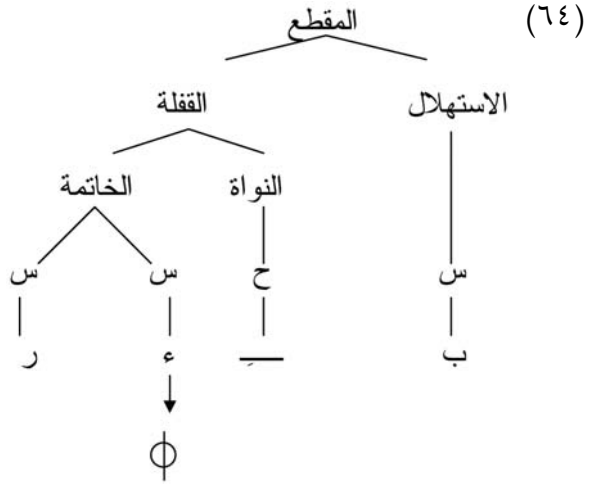 (٦٤)
المقطع
الاستهلال القفلة
النواة الخاتمة
س ح س س
ب ـِ ء ر
ϕ